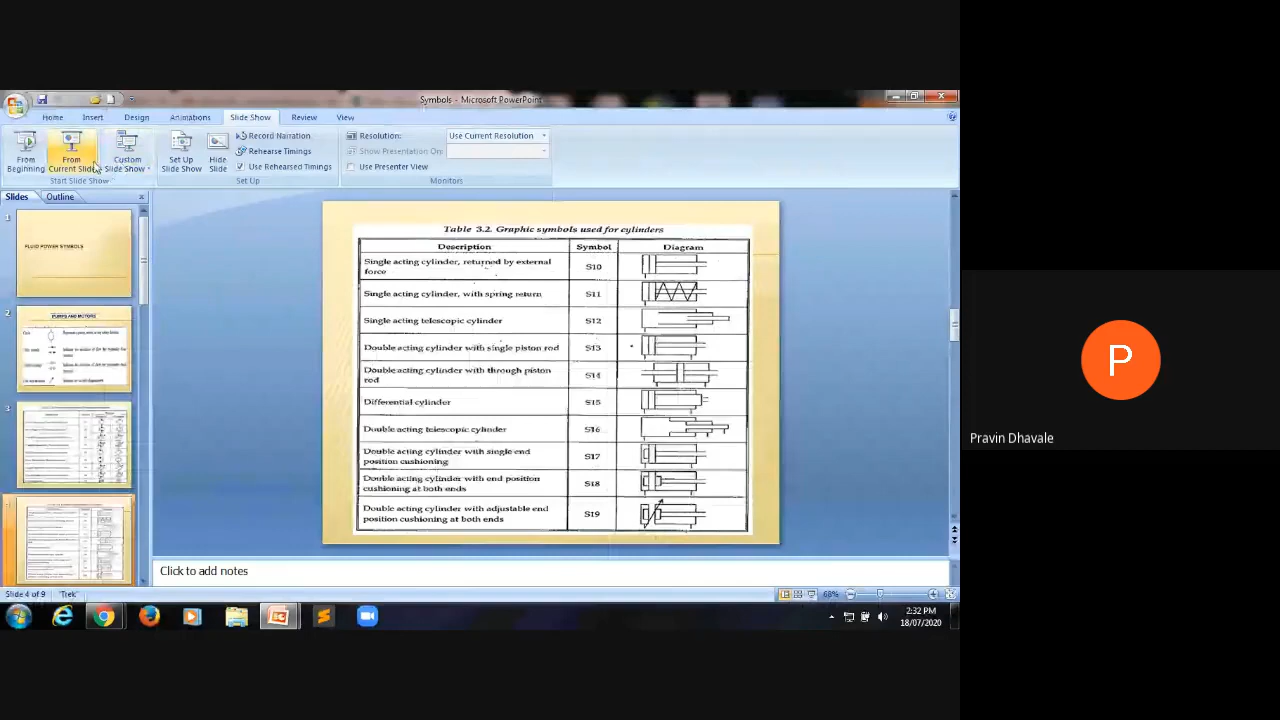 Symbols - Microsoft PowerPoint
Home Insert Design Animations Slide Show Review View
From Beginning
From Current Slide
Custom Slide Show
Start Slide Show
Set Up Slide Show
Hide Slide
Record Narration
Rehearse Timings
Use Rehearsed Timings
Set Up
Resolution: Use Current Resolution
Show Presentation On:
Use Presenter View
Monitors
Slides Outline
1
FLUID POWER SYMBOLS
2
PUMPS AND MOTORS
3
Table 3.2. Graphic symbols used for cylinders
Description Symbol Diagram
Single acting cylinder, returned by external
force S10
Single acting cylinder, with spring return S11
Single acting telescopic cylinder S12
Double acting cylinder with single piston rod S13
Double acting cylinder with through piston
rod S14
Differential cylinder S15
Double acting telescopic cylinder S16
Double acting cylinder with single end
position cushioning S17
Double acting cylinder with end position
cushioning at both ends S18
Double acting cylinder with adjustable end
position cushioning at both ends S19
Click to add notes
Slide 4 of 9 "Trek" 68%
2:32 PM
18/07/2020
P
Pravin Dhavale